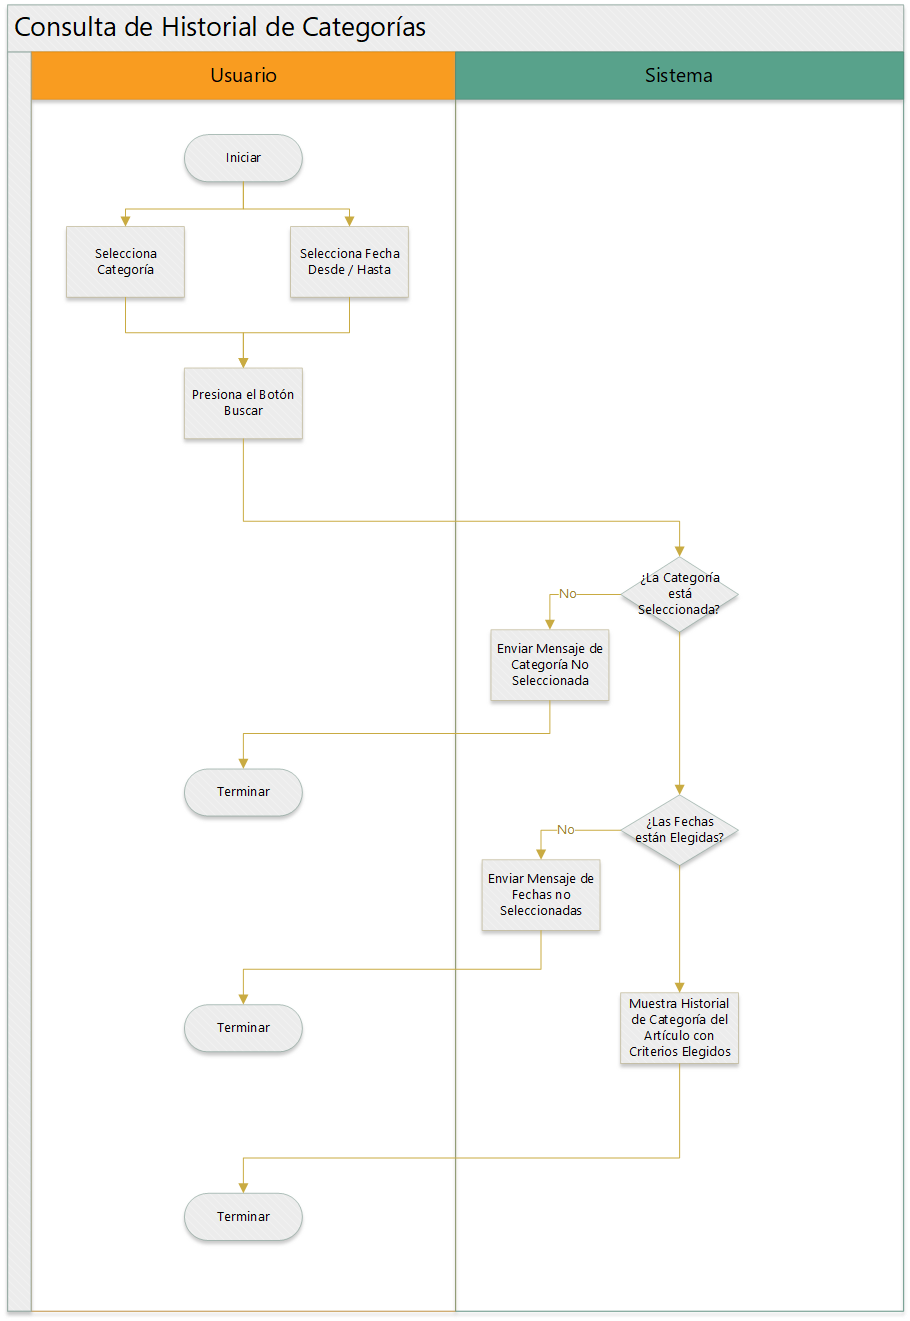 Consulta de Historial de Categorías
Usuario
Sistema
Iniciar
Selecciona
Categoría
Selecciona Fecha
Desde / Hasta
Presiona el Botón
Buscar
¿La Categoría
está
Seleccionada?
No
Enviar Mensaje de
Categoría No
Seleccionada
Terminar
¿Las Fechas
están Elegidas?
No
Enviar Mensaje de
Fechas no
Seleccionadas
Terminar
Muestra Historial
de Categoría del
Artículo con
Criterios Elegidos
Terminar